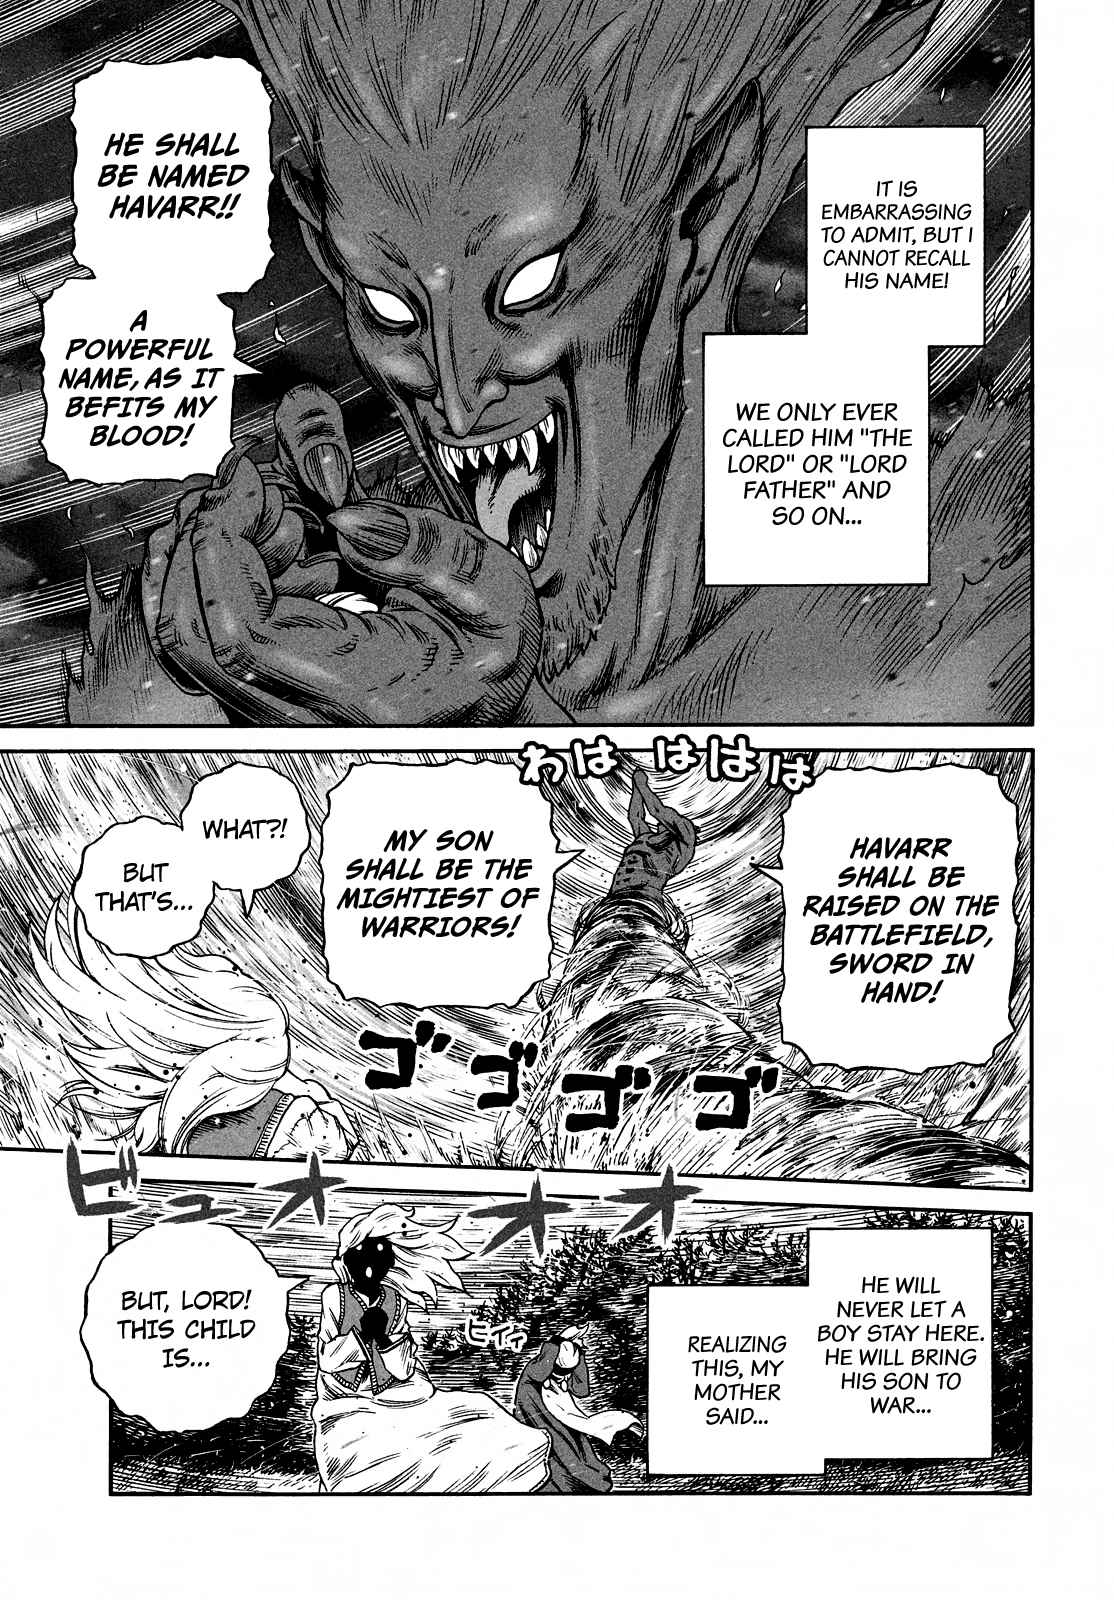 IT IS
EMBARRASSING
TO ADMIT, BUT I
CANNOT RECALL
HIS NAME!
WE ONLY EVER
CALLED HIM "THE
LORD" OR "LORD
FATHER" AND
SO ON...
HE SHALL
BE NAMED
HAVARR!!
A
POWERFUL
NAME, AS IT
BEFITS MY
BLOOD!
わは はははは
HAVARR
SHALL BE
RAISED ON THE
BATTLEFIELD,
SWORD IN
HAND!
MY SON
SHALL BE THE
MIGHTIEST OF
WARRIORS!
WHAT?!
BUT
THAT'S...
ゴゴゴゴ
HE WILL
NEVER LET A
BOY STAY HERE.
HE WILL BRING
HIS SON TO
WAR...
REALIZING
THIS, MY
MOTHER
SAID...
ビュオオオ
ヒイィ
BUT, LORD!
THIS CHILD
IS...